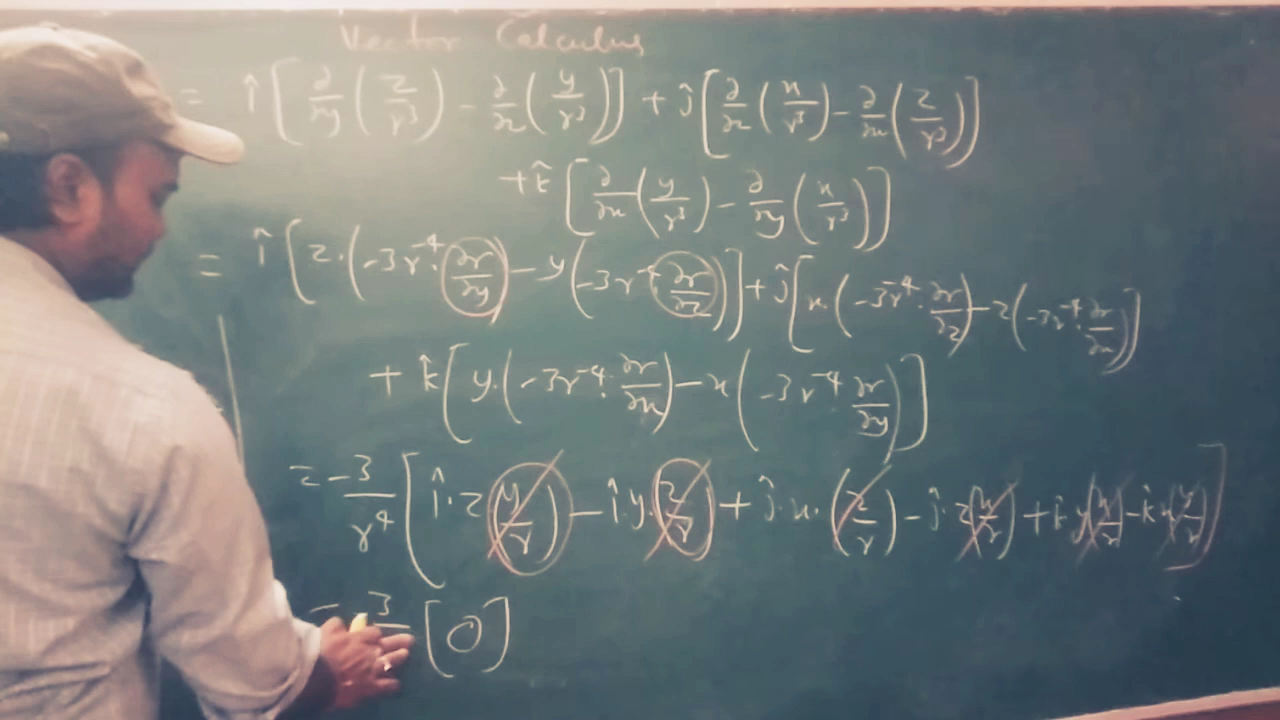 Vector Calculus
= î [ ∂/∂y ( z/r³ ) - ∂/∂x ( y/r³ ) ] + ĵ [ ∂/∂x ( x/r³ ) - ∂/∂x ( z/r³ ) ]
+ k̂ [ ∂/∂x ( y/r³ ) - ∂/∂y ( x/r³ ) ]
= î [ z. ( -3r⁻⁴. ∂r/∂y ) - y ( -3r⁻⁴ ∂r/∂z ) ] + ĵ [ x ( -3r⁻⁴. ∂r/∂z ) - z ( -3r⁻⁴. ∂r/∂x ) ]
+ k̂ [ y. ( -3r⁻⁴. ∂r/∂x ) - x ( -3r⁻⁴ ∂r/∂y ) ]
= -3/r⁴ [ î. z ( y/r ) - î. y. ( z/r ) + ĵ. x. ( z/r ) - ĵ. z ( x/r ) + k̂ y ( x/r ) - k̂ x ( y/r ) ]
= 3 [ 0 ]